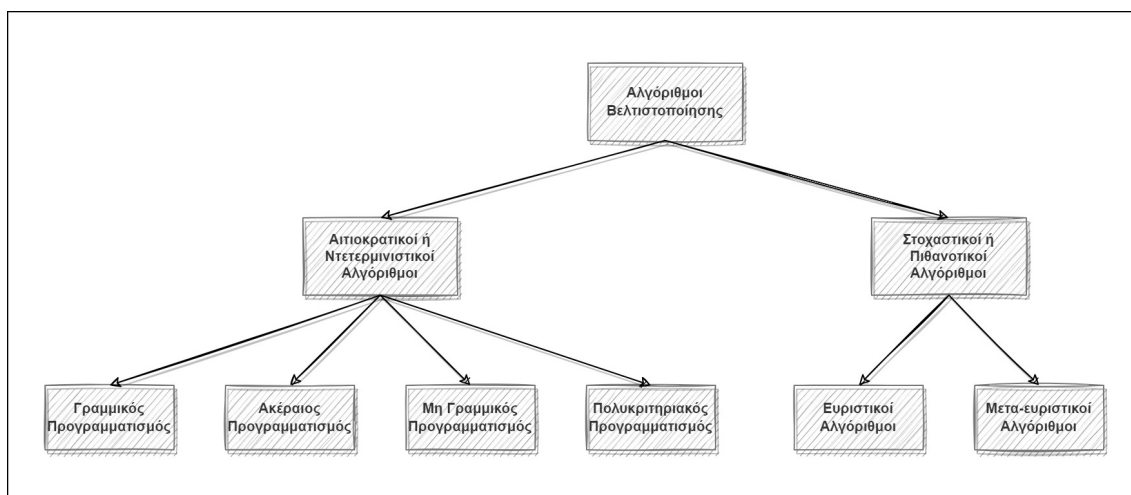 Αλγόριθμοι
Βελτιστοποίησης
Αιτιοκρατικοί ή
Ντετερμινιστικοί
Αλγόριθμοι
Στοχαστικοί ή
Πιθανοτικοί
Αλγόριθμοι
Γραμμικός
Προγραμματισμός
Ακέραιος
Προγραμματισμός
Μη Γραμμικός
Προγραμματισμός
Πολυκριτηριακός
Προγραμματισμός
Ευριστικοί
Αλγόριθμοι
Μετα-ευριστικοί
Αλγόριθμοι